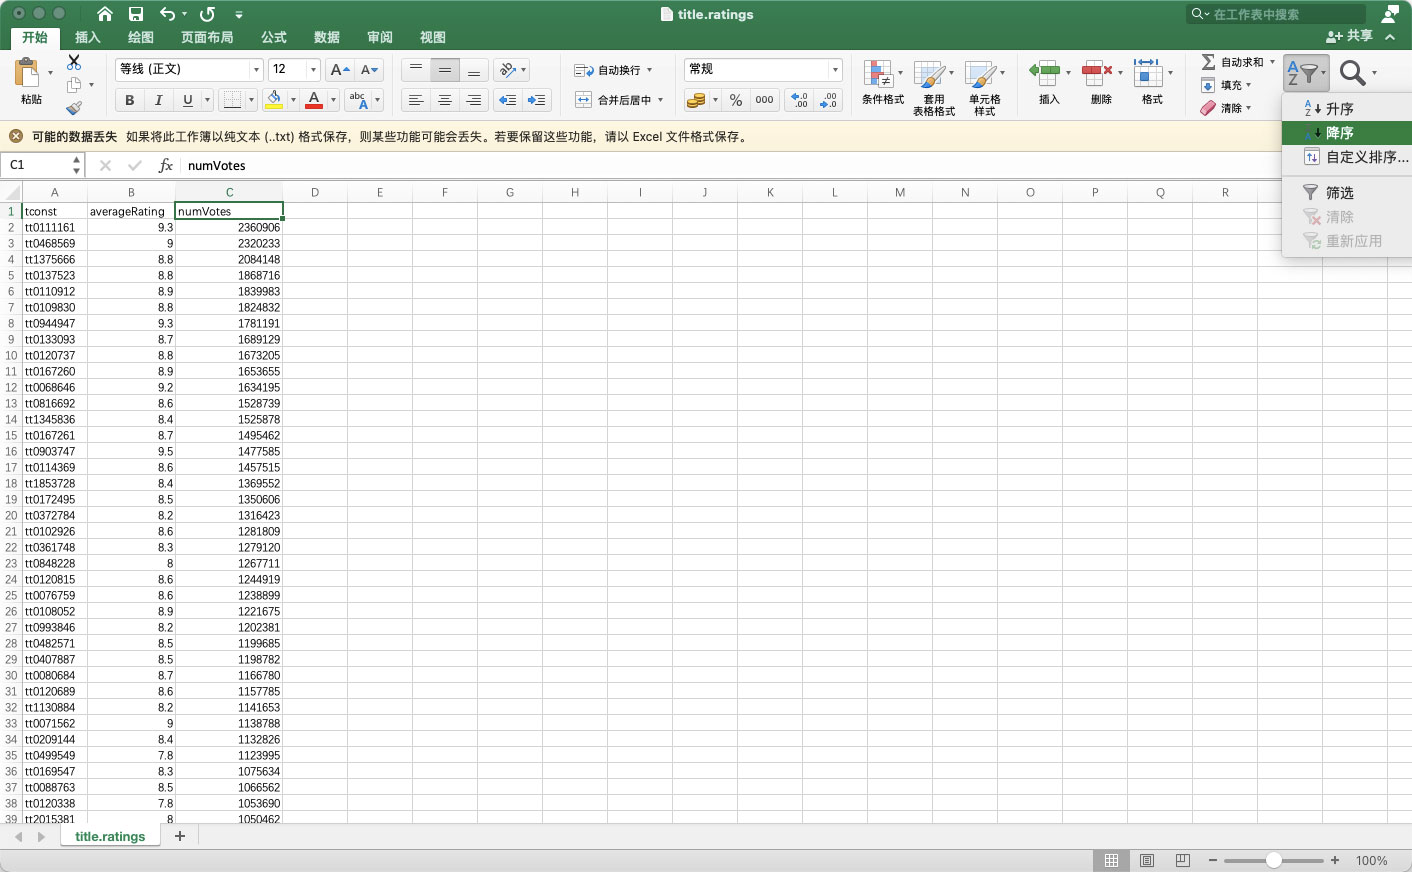 title.ratings
在工作表中搜索
开始 插入 绘图 页面布局 公式 数据 审阅 视图
共享
粘贴
等线 (正文) 12
B I U A abc A
自动换行
合并后居中
常规
% 000
条件格式
套用
表格格式
单元格
样式
插入
删除
格式
自动求和
填充
清除
升序
降序
自定义排序...
筛选
清除
重新应用
可能的数据丢失 如果将此工作簿以纯文本 (..txt) 格式保存，则某些功能可能会丢失。若要保留这些功能，请以 Excel 文件格式保存。
C1 fx numVotes
A B C D E F G H I J K L M N O P Q R
1 tconst averageRating numVotes
2 tt0111161 9.3 2360906
3 tt0468569 9 2320233
4 tt1375666 8.8 2084148
5 tt0137523 8.8 1868716
6 tt0110912 8.9 1839983
7 tt0109830 8.8 1824832
8 tt0944947 9.3 1781191
9 tt0133093 8.7 1689129
10 tt0120737 8.8 1673205
11 tt0167260 8.9 1653655
12 tt0068646 9.2 1634195
13 tt0816692 8.6 1528739
14 tt1345836 8.4 1525878
15 tt0167261 8.7 1495462
16 tt0903747 9.5 1477585
17 tt0114369 8.6 1457515
18 tt1853728 8.4 1369552
19 tt0172495 8.5 1350606
20 tt0372784 8.2 1316423
21 tt0102926 8.6 1281809
22 tt0361748 8.3 1279120
23 tt0848228 8 1267711
24 tt0120815 8.6 1244919
25 tt0076759 8.6 1238899
26 tt0108052 8.9 1221675
27 tt0993846 8.2 1202381
28 tt0482571 8.5 1199685
29 tt0407887 8.5 1198782
30 tt0080684 8.7 1166780
31 tt0120689 8.6 1157785
32 tt1130884 8.2 1141653
33 tt0071562 9 1138788
34 tt0209144 8.4 1132826
35 tt0499549 7.8 1123995
36 tt0169547 8.3 1075634
37 tt0088763 8.5 1066562
38 tt0120338 7.8 1053690
39 tt2015381 8 1050462
title.ratings
100%